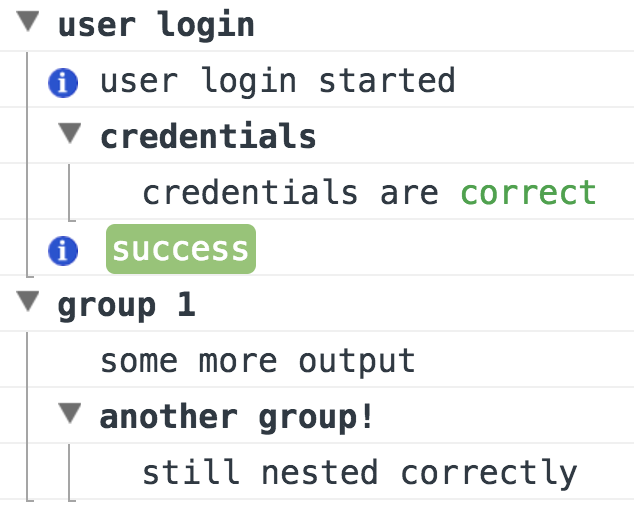 user login
user login started
credentials
credentials are correct
success
group 1
some more output
another group!
still nested correctly